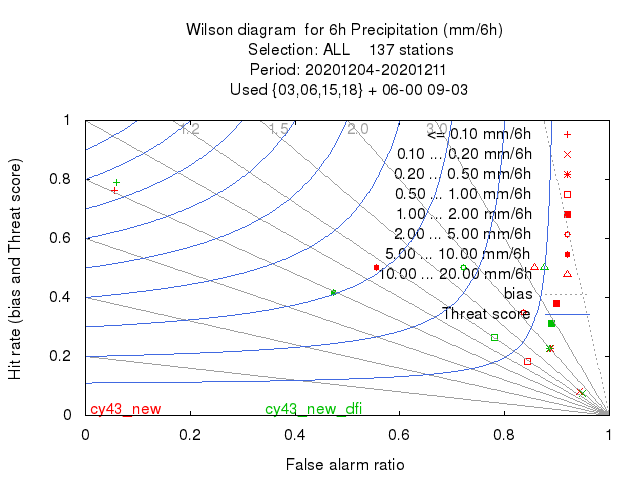 Wilson diagram  for 6h Precipitation (mm/6h)
Selection: ALL    137 stations
Period: 20201204-20201211
Used {03,06,15,18} + 06-00 09-03
1.2 1.5 2.0 3.0
<= 0.10 mm/6h
0.10 ... 0.20 mm/6h
0.20 ... 0.50 mm/6h
0.50 ... 1.00 mm/6h
1.00 ... 2.00 mm/6h
2.00 ... 5.00 mm/6h
5.00 ... 10.00 mm/6h
10.00 ... 20.00 mm/6h
bias
Threat score
1
0.8
0.6
0.4
0.2
0
Hit rate (bias and Threat score)
cy43_new cy43_new_dfi
0 0.2 0.4 0.6 0.8 1
False alarm ratio